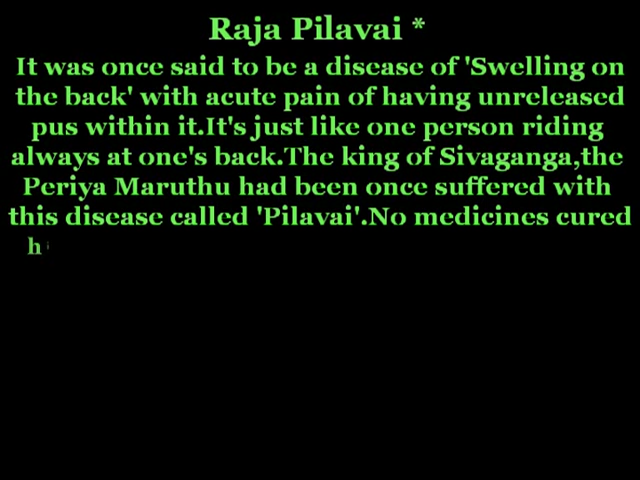 Raja Pilavai *
It was once said to be a disease of 'Swelling on
the back' with acute pain of having unreleased
pus within it.It's just like one person riding
always at one's back.The king of Sivaganga,the
Periya Maruthu had been once suffered with
this disease called 'Pilavai'.No medicines cured
h